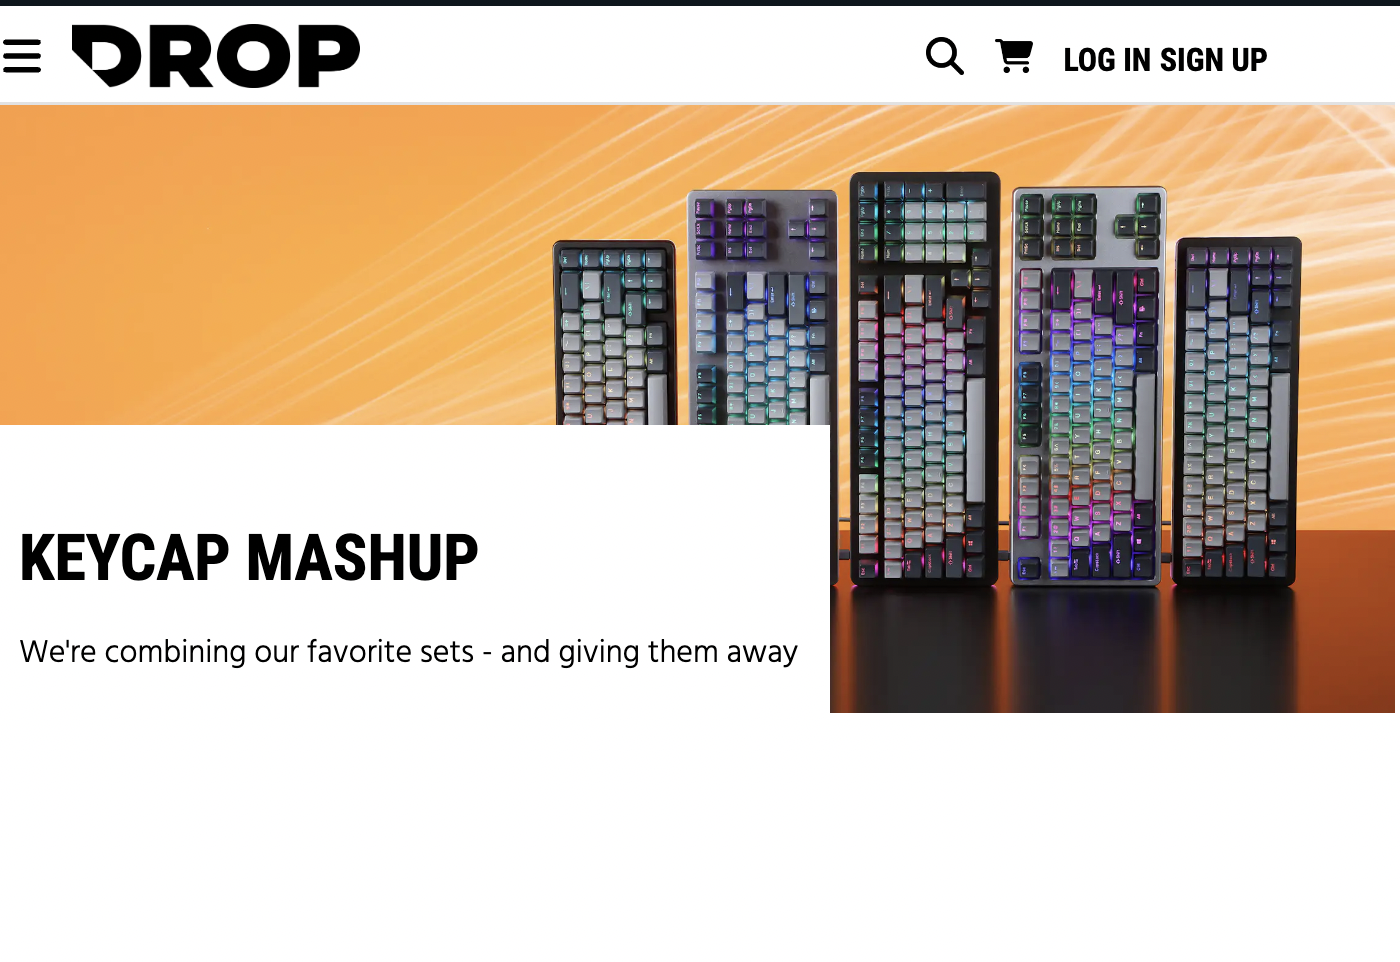 DROP
LOG IN SIGN UP
KEYCAP MASHUP
We're combining our favorite sets - and giving them away